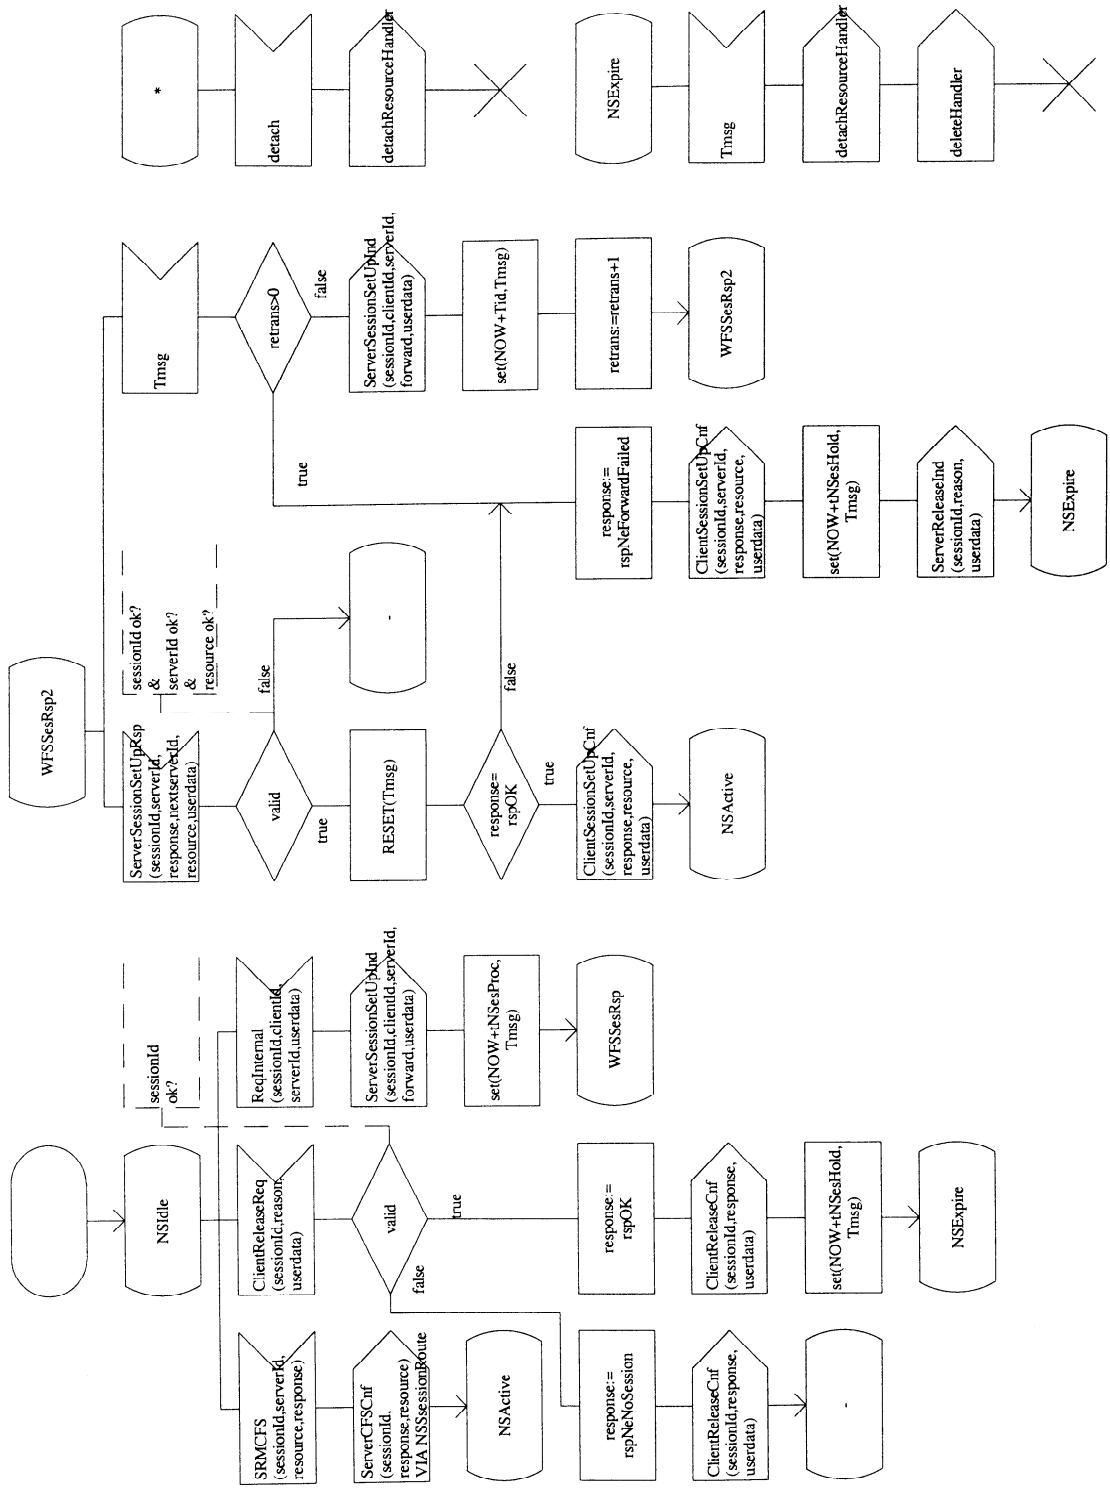 NSIdle
SRMCFS
(sessionId,serverId,
resource,response)
ServerCFSCnf
(sessionId.
response,resource)
VIA NSSsessionRoute
NSActive
ClientReleaseReq
(sessionId,reason,
userdata)
valid
false
true
sessionId
ok?
response:=
rspNeNoSession
ClientReleaseCnf
(sessionId,response,
userdata)
-
response:=
rspOK
ClientReleaseCnf
(sessionId,response,
userdata)
set(NOW+tNSesHold,
Tmsg)
NSExpire
ReqInternal
(sessionId,clientId,
serverId,userdata)
ServerSessionSetUpInd
(sessionId,clientId,serverId,
forward,userdata)
set(NOW+tNSesProc,
Tmsg)
WFSSesRsp
WFSSesRsp2
ServerSessionSetUpRsp
(sessionId,serverId,
response,nextserverId,
resource,userdata)
valid
true
false
sessionId ok?
&
serverId ok?
&
resource ok?
-
RESET(Tmsg)
response=
rspOK
true
false
ClientSessionSetUpCnf
(sessionId,serverId,
response,resource,
userdata)
NSActive
Tmsg
retrans>0
true
false
response:=
rspNeForwardFailed
ClientSessionSetUpCnf
(sessionId,serverId,
response,resource,
userdata)
set(NOW+tNSesHold,
Tmsg)
ServerReleaseInd
(sessionId,reason,
userdata)
NSExpire
ServerSessionSetUpInd
(sessionId,clientId,serverId,
forward,userdata)
set(NOW+Tid,Tmsg)
retrans:=retrans+1
WFSSesRsp2
*
detach
detachResourceHandler
NSExpire
Tmsg
detachResourceHandler
deleteHandler